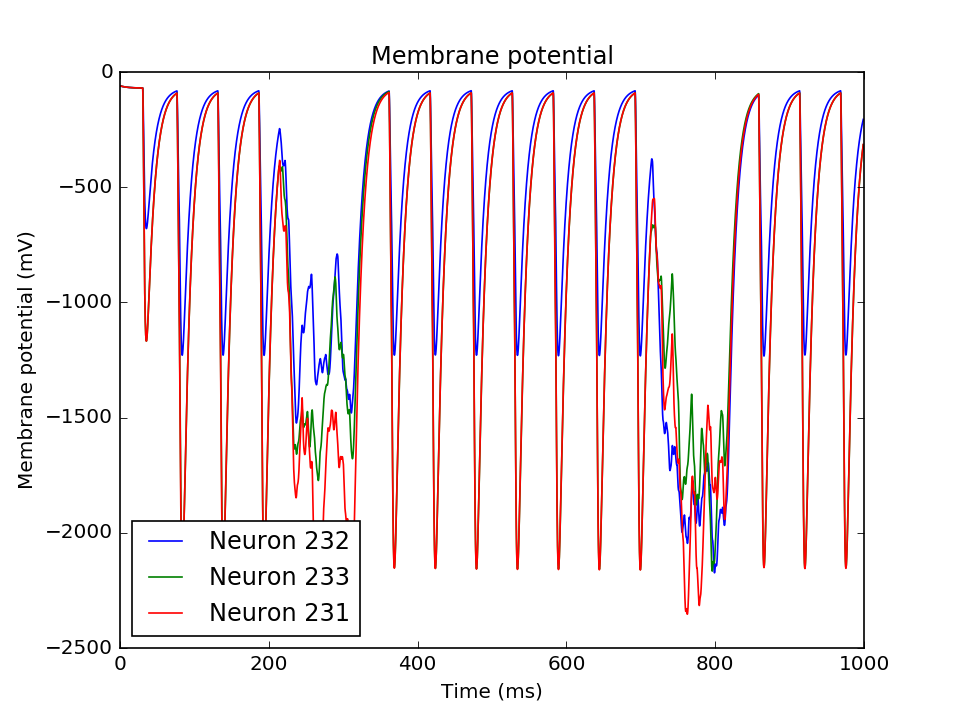 Membrane potential
0
−500
−1000
−1500
−2000
−2500
Membrane potential (mV)
Neuron 232
Neuron 233
Neuron 231
0 200 400 600 800 1000
Time (ms)